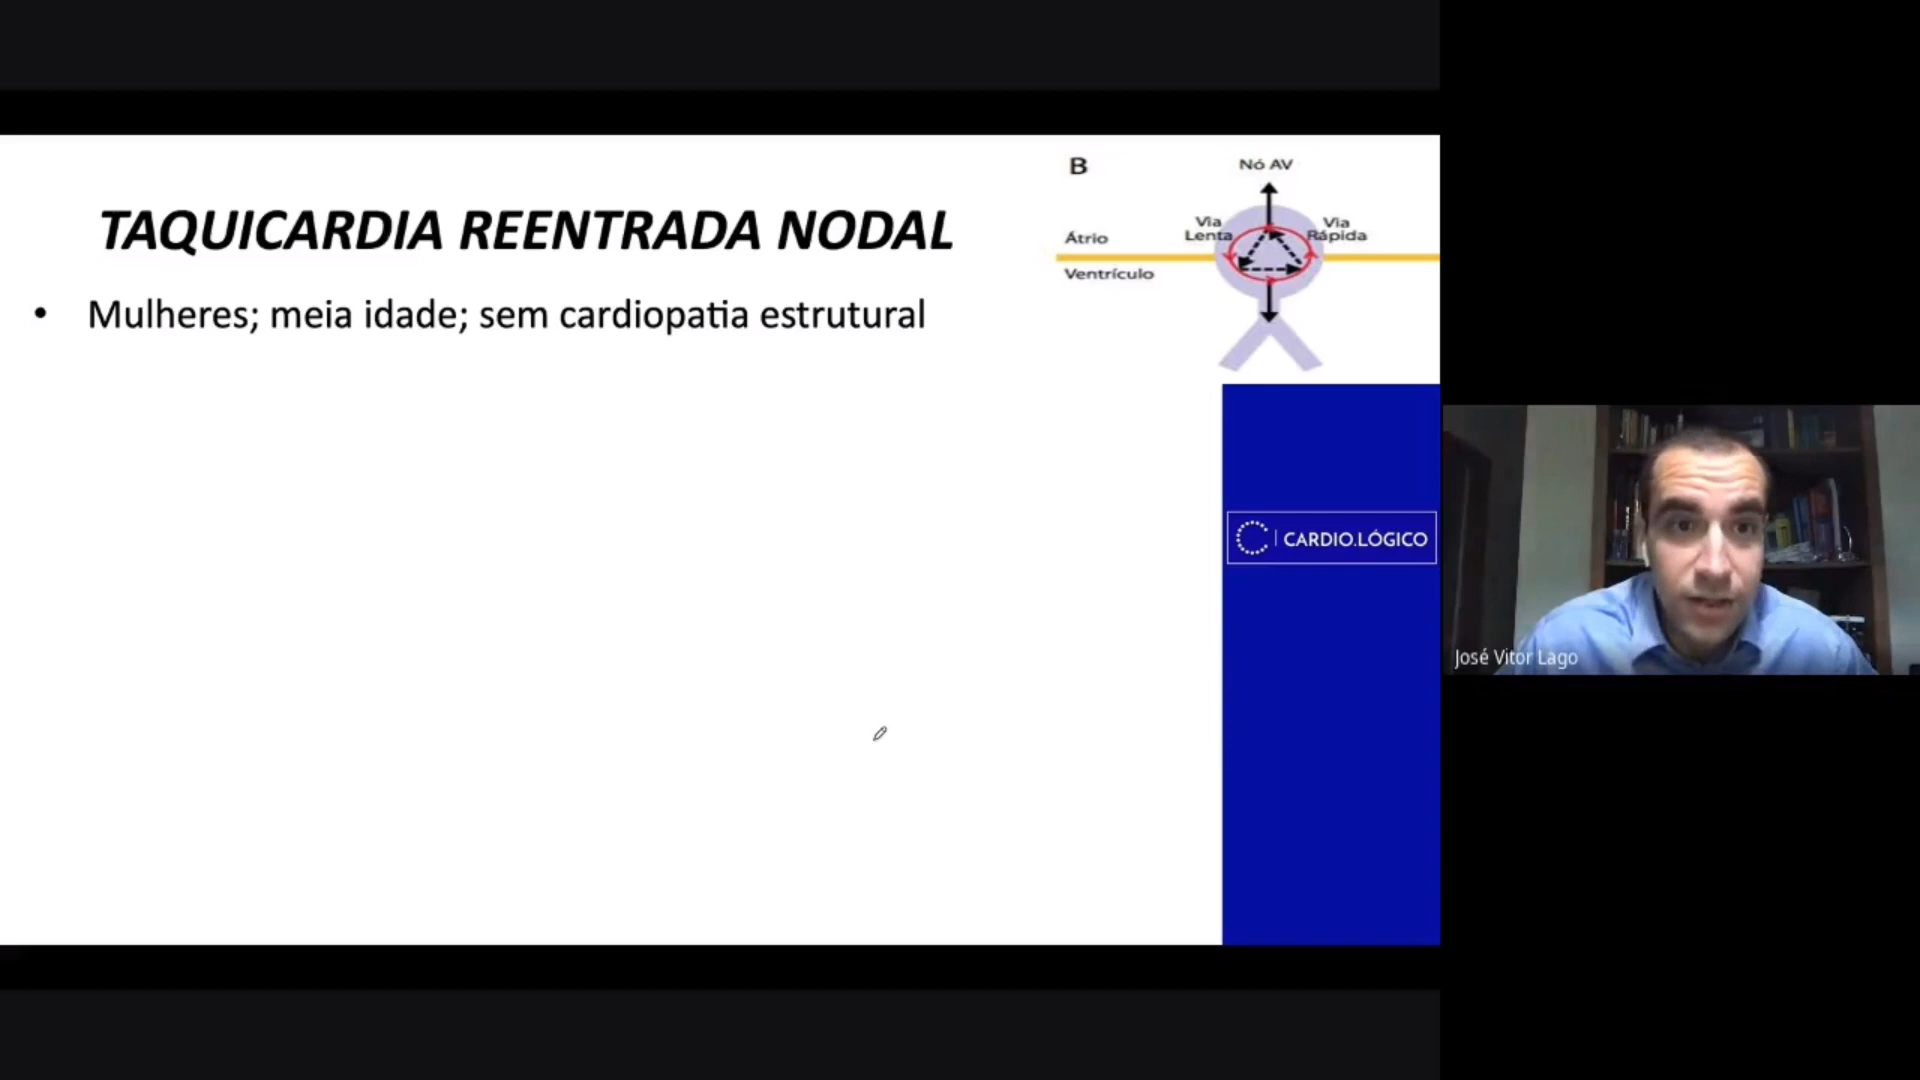 TAQUICARDIA REENTRADA NODAL
• Mulheres; meia idade; sem cardiopatia estrutural
B
Nó AV
Via Lenta
Via Rápida
Átrio
Ventrículo
CARDIO.LÓGICO
José Vitor Lago